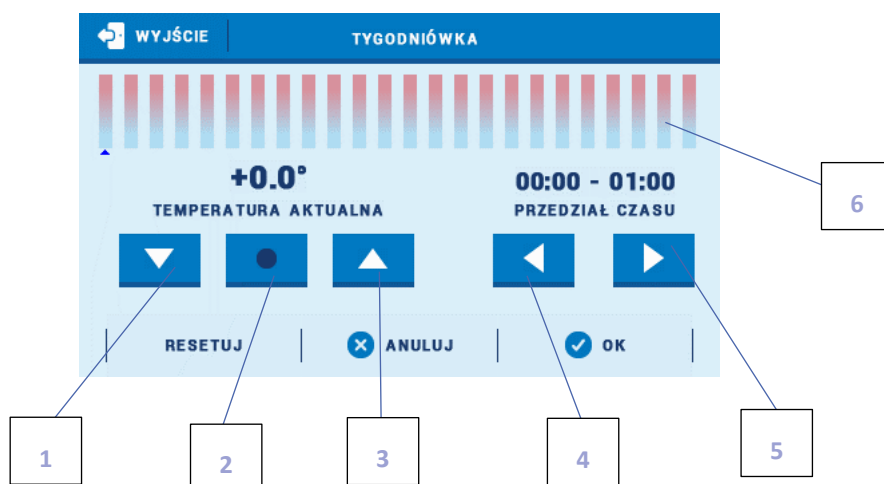 WYJŚCIE
TYGODNIÓWKA
+0.0°
00:00 - 01:00
TEMPERATURA AKTUALNA
PRZEDZIAŁ CZASU
6
RESETUJ
ANULUJ
OK
1
2
3
4
5